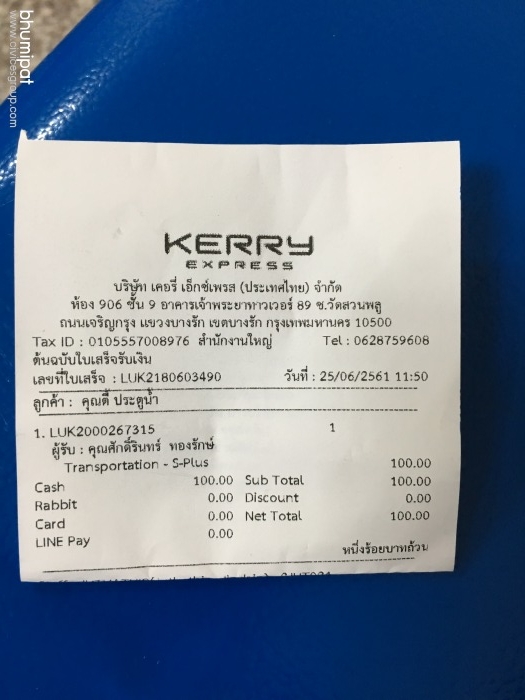 bhumipat
www.civicesgroup.com
KERRY
EXPRESS
บริษัท เคอรี่ เอ็กซ์เพรส (ประเทศไทย) จำกัด
ห้อง 906 ชั้น 9 อาคารเจ้าพระยาทาวเวอร์ 89 ซ.วัดสวนพลู
ถนนเจริญกรุง แขวงบางรัก เขตบางรัก กรุงเทพมหานคร 10500
Tax ID : 0105557008976 สำนักงานใหญ่ Tel : 0628759608
ต้นฉบับใบเสร็จรับเงิน
เลขที่ใบเสร็จ : LUK2180603490 วันที่ : 25/06/2561 11:50
ลูกค้า : คุณดี้ ประตูน้ำ
1. LUK2000267315 1
ผู้รับ : คุณศักดิ์รินทร์ ทองรักษ์
Transportation - S-Plus 100.00
Cash 100.00 Sub Total 100.00
Rabbit 0.00 Discount 0.00
Card 0.00 Net Total 100.00
LINE Pay 0.00
หนึ่งร้อยบาทถ้วน